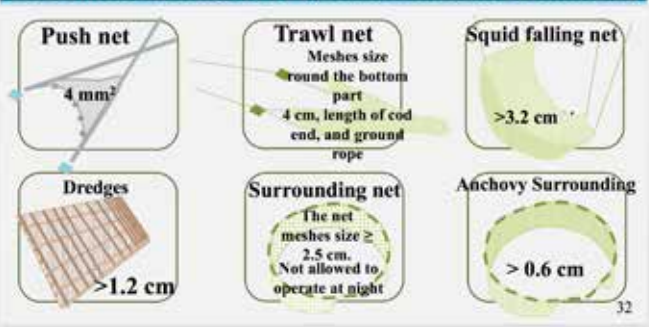 Push net
4 mm²
Trawl net
Meshes size
round the bottom
part
4 cm, length of cod
end, and ground
rope
Squid falling net
>3.2 cm
Dredges
>1.2 cm
Surrounding net
The net
meshes size ≥
2.5 cm.
Not allowed to
operate at night
Anchovy Surrounding
> 0.6 cm
32